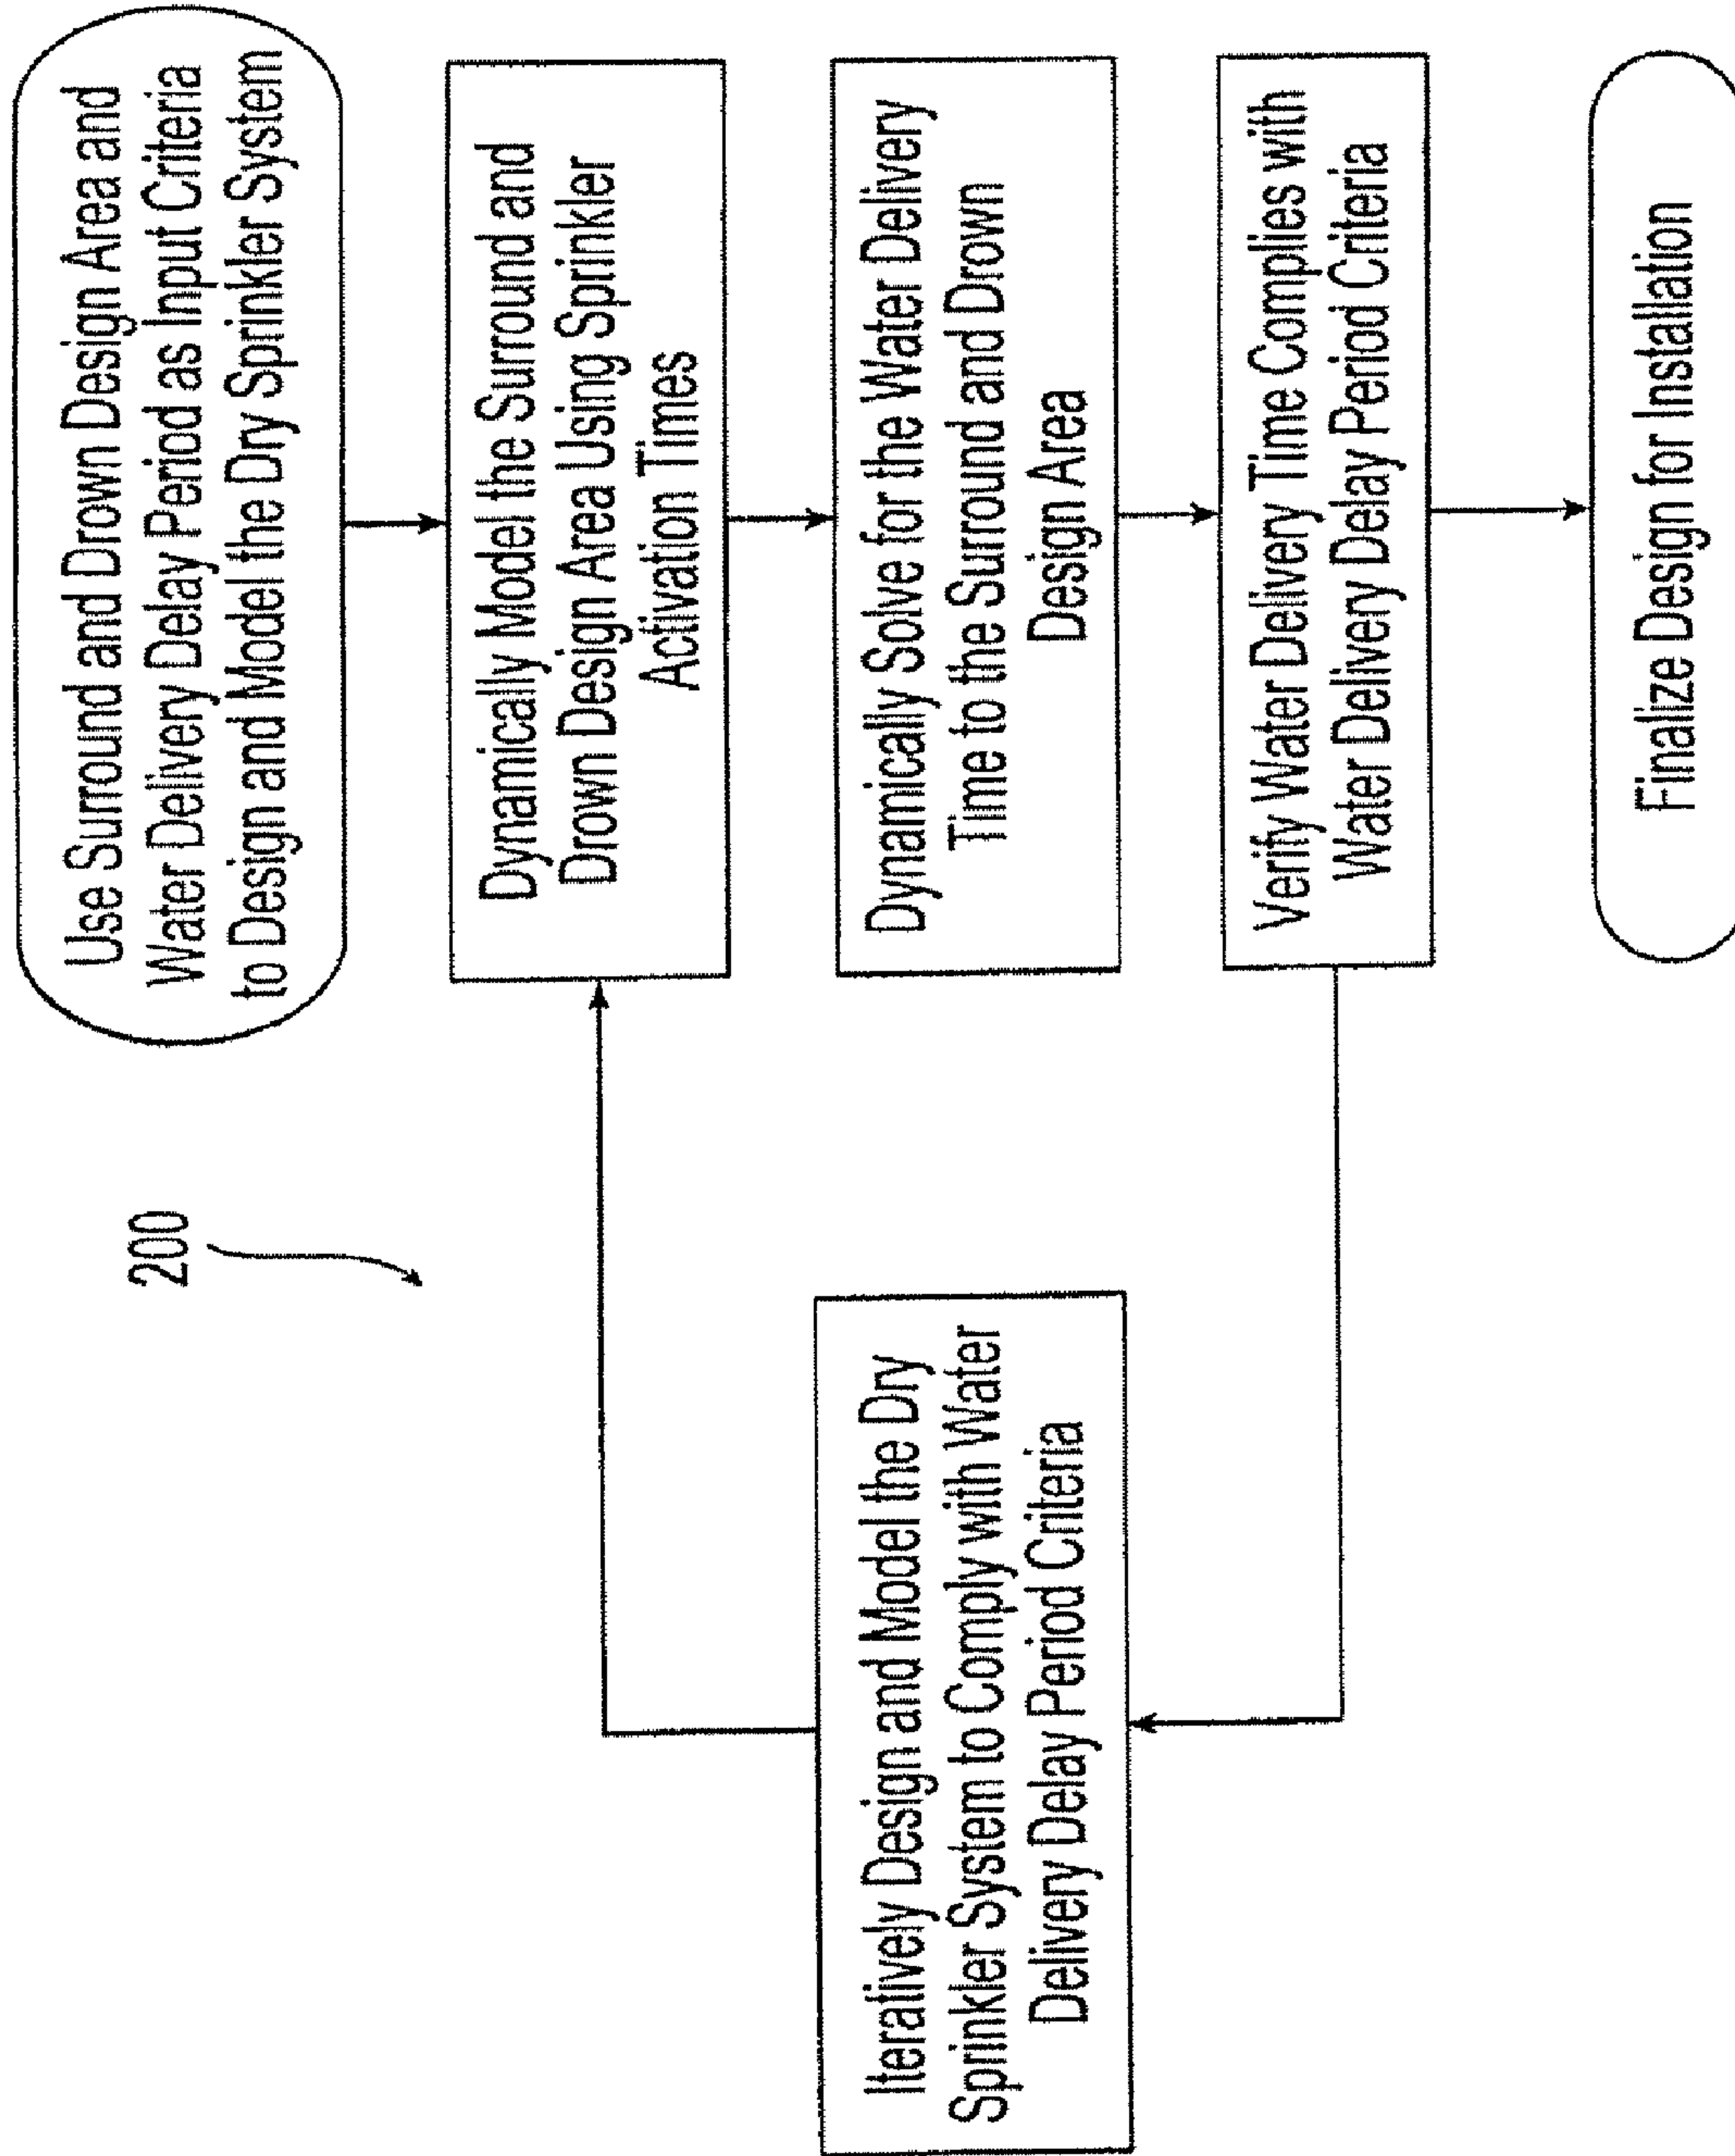 200
Use Surround and Drown Design Area and
Water Delivery Delay Period as Input Criteria
to Design and Model the Dry Sprinkler System
Dynamically Model the Surround and
Drown Design Area Using Sprinkler
Activation Times
Dynamically Solve for the Water Delivery
Time to the Surround and Drown
Design Area
Verify Water Delivery Time Complies with
Water Delivery Delay Period Criteria
Finalize Design for Installation
Iteratively Design and Model the Dry
Sprinkler System to Comply with Water
Delivery Delay Period Criteria